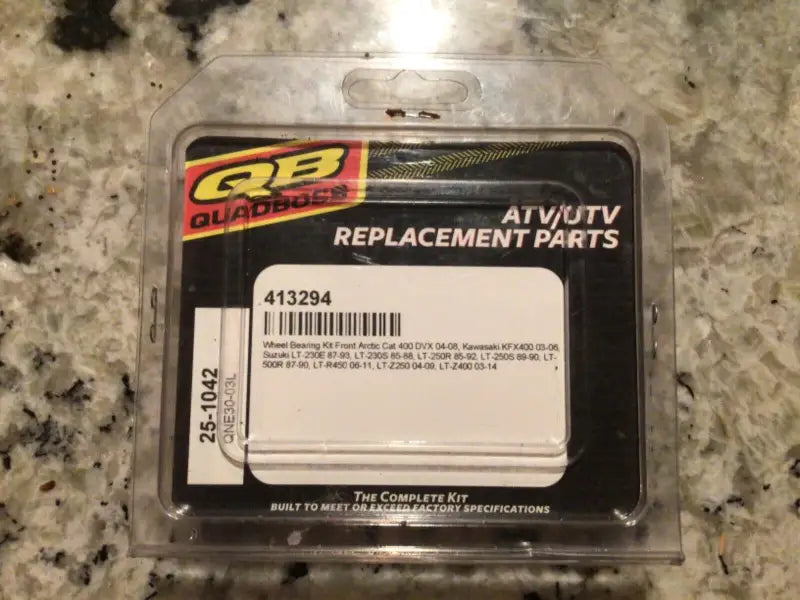 QB
QUADBOSS
ATV/UTV
REPLACEMENT PARTS
413294
Wheel Bearing Kit Front Arctic Cat 400 DVX 04-08, Kawasaki KFX400 03-06,
Suzuki LT-230E 87-93, LT-230S 85-88, LT-250R 85-92, LT-250S 89-90, LT-
500R 87-90, LT-R450 06-11, LT-Z250 04-09, LT-Z400 03-14
25-1042
QNE30-03L
THE COMPLETE KIT
BUILT TO MEET OR EXCEED FACTORY SPECIFICATIONS